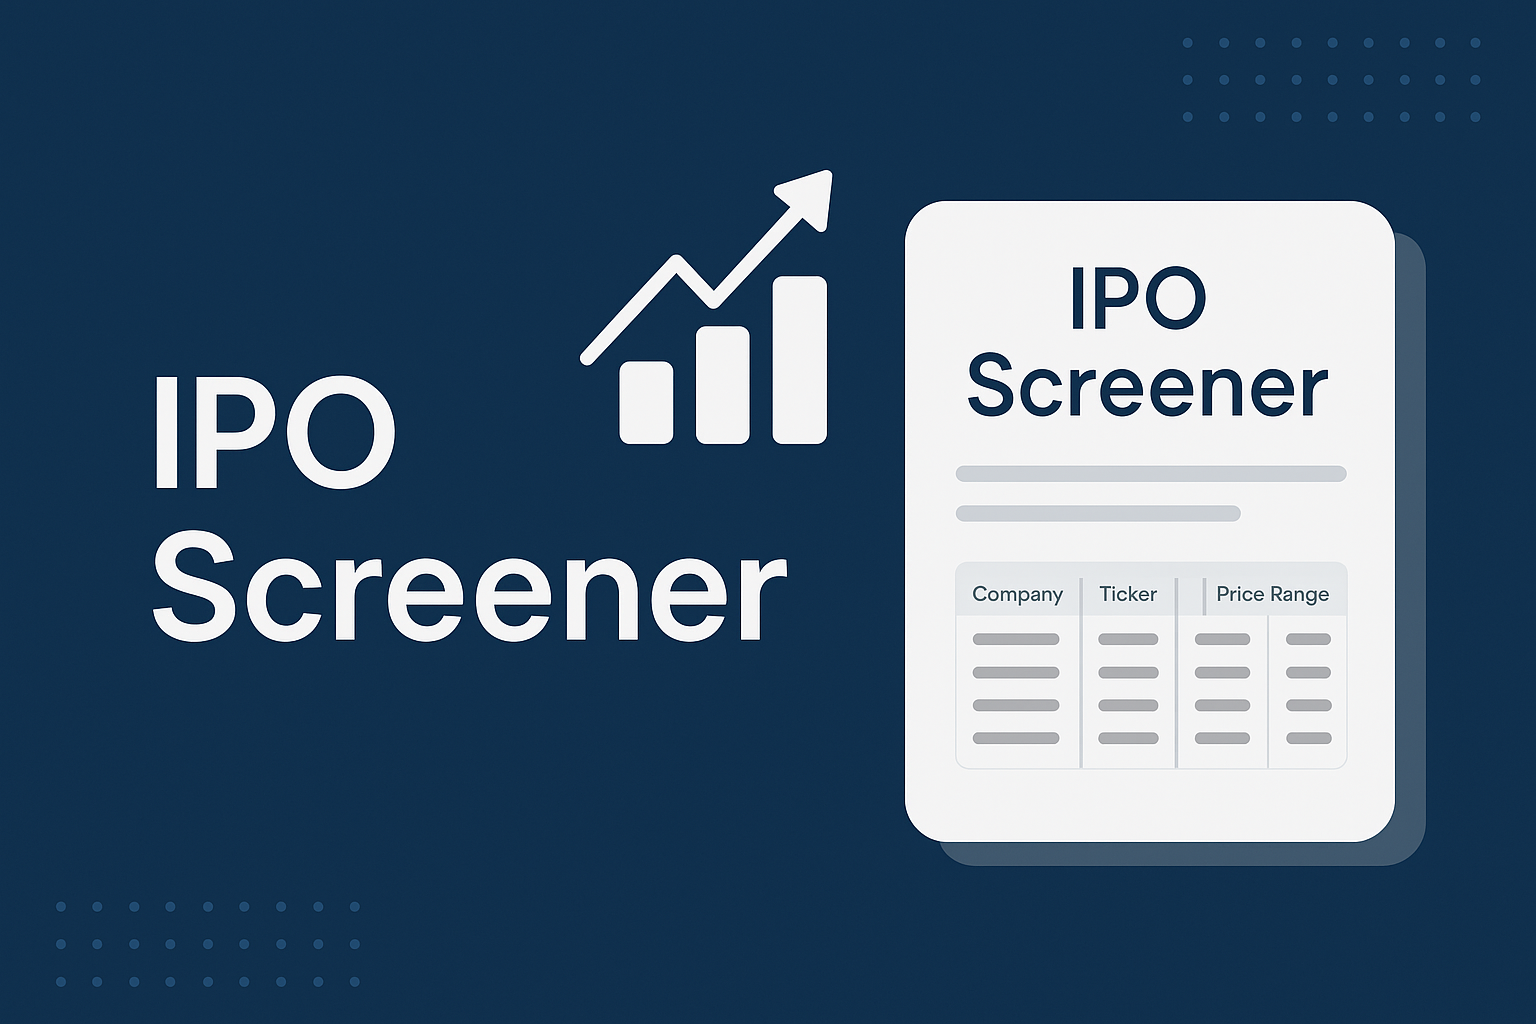 IPO
Screener
IPO
Screener
Company Ticker Price Range